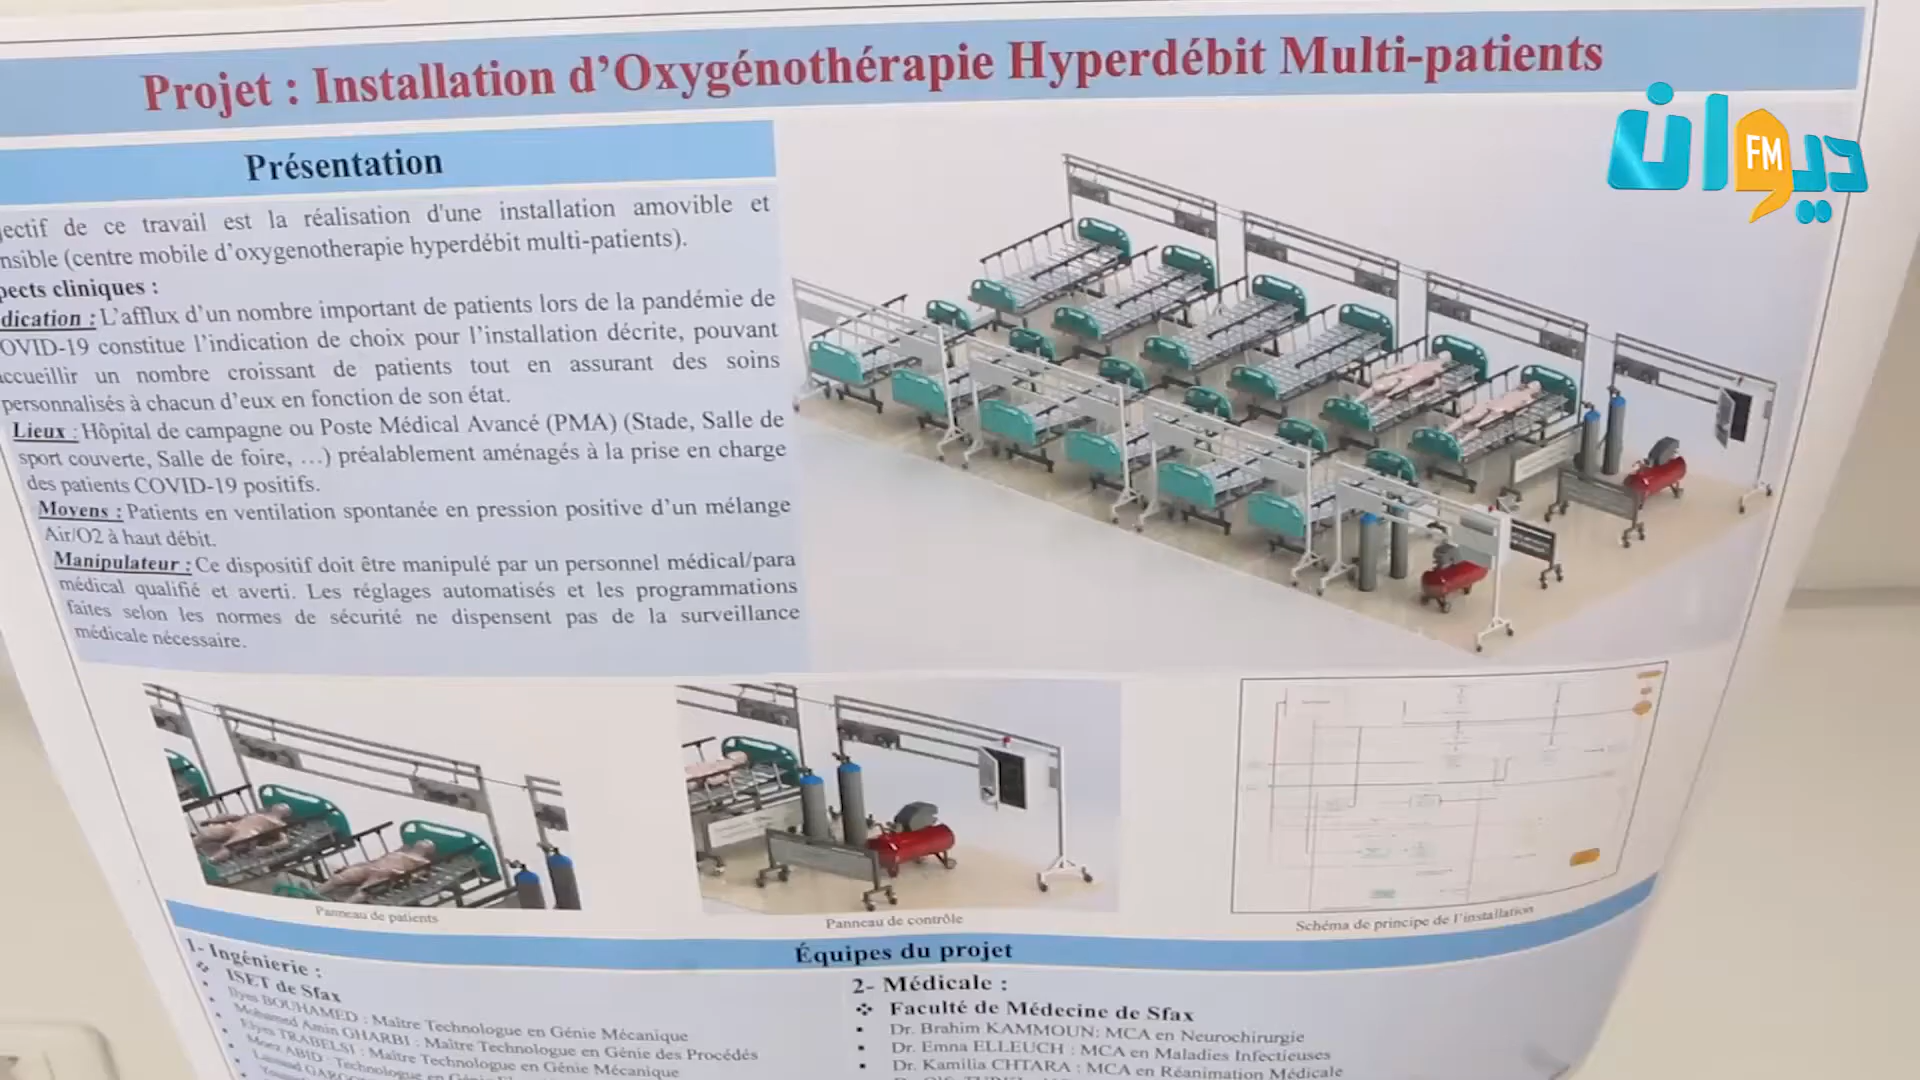 Projet : Installation d’Oxygénothérapie Hyperdébit Multi-patients
ديوان
FM
Présentation
ectif de ce travail est la réalisation d'une installation amovible et
nsible (centre mobile d’oxygenotherapie hyperdébit multi-patients).
pects cliniques :
dication : L’afflux d’un nombre important de patients lors de la pandémie de
OVID-19 constitue l’indication de choix pour l’installation décrite, pouvant
ccueillir un nombre croissant de patients tout en assurant des soins
personnalisés à chacun d’eux en fonction de son état.
Lieux : Hôpital de campagne ou Poste Médical Avancé (PMA) (Stade, Salle de
sport couverte, Salle de foire, …) préalablement aménagés à la prise en charge
des patients COVID-19 positifs.
Moyens : Patients en ventilation spontanée en pression positive d’un mélange
Air/O2 à haut débit.
Manipulateur : Ce dispositif doit être manipulé par un personnel médical/para
médical qualifié et averti. Les réglages automatisés et les programmations
faites selon les normes de sécurité ne dispensent pas de la surveillance
médicale nécessaire.
Panneau de patients
Panneau de contrôle
Schéma de principe de l’installation
Équipes du projet
1- Ingénierie :
ISET de Sfax
Ilyes BOUHAMED : Maître Technologue en Génie Mécanique
Mohamed Amin GHARBI : Maître Technologue en Génie des Procédés
Elyes TRABELSI : Maître Technologue en Génie Mécanique
Moez ABID : Technologue en Génie
2- Médicale :
Faculté de Médecine de Sfax
Dr. Brahim KAMMOUN: MCA en Neurochirurgie
Dr. Emna ELLEUCH : MCA en Maladies Infectieuses
Dr. Kamilia CHTARA : MCA en Réanimation Médicale